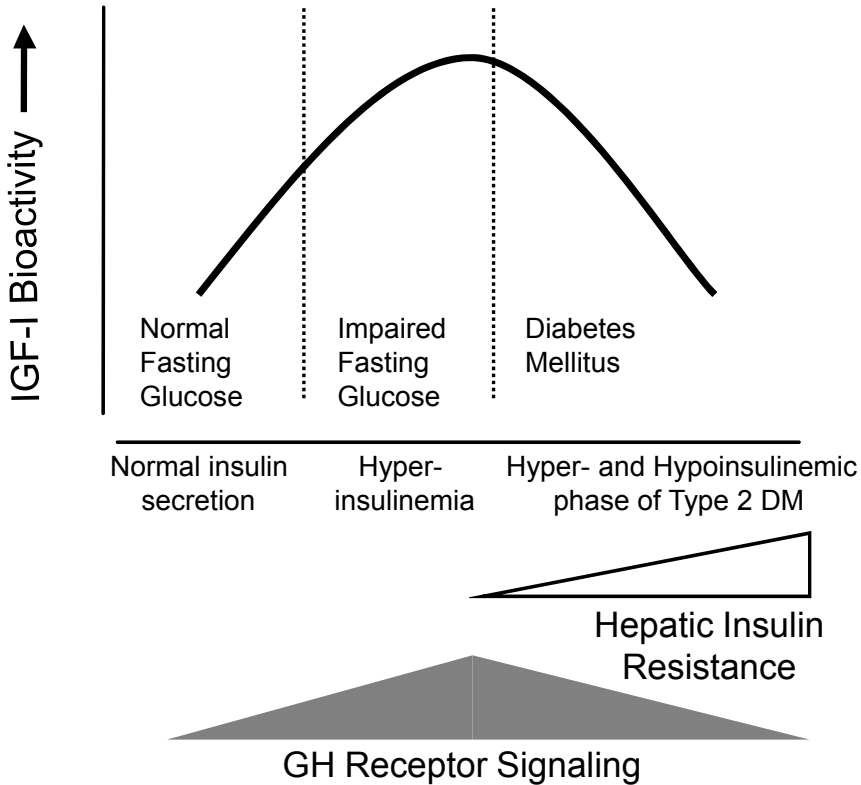 IGF-I Bioactivity
Normal
Fasting
Glucose
Impaired
Fasting
Glucose
Diabetes
Mellitus
Normal insulin
secretion
Hyper-
insulinemia
Hyper- and Hypoinsulinemic
phase of Type 2 DM
Hepatic Insulin
Resistance
GH Receptor Signaling